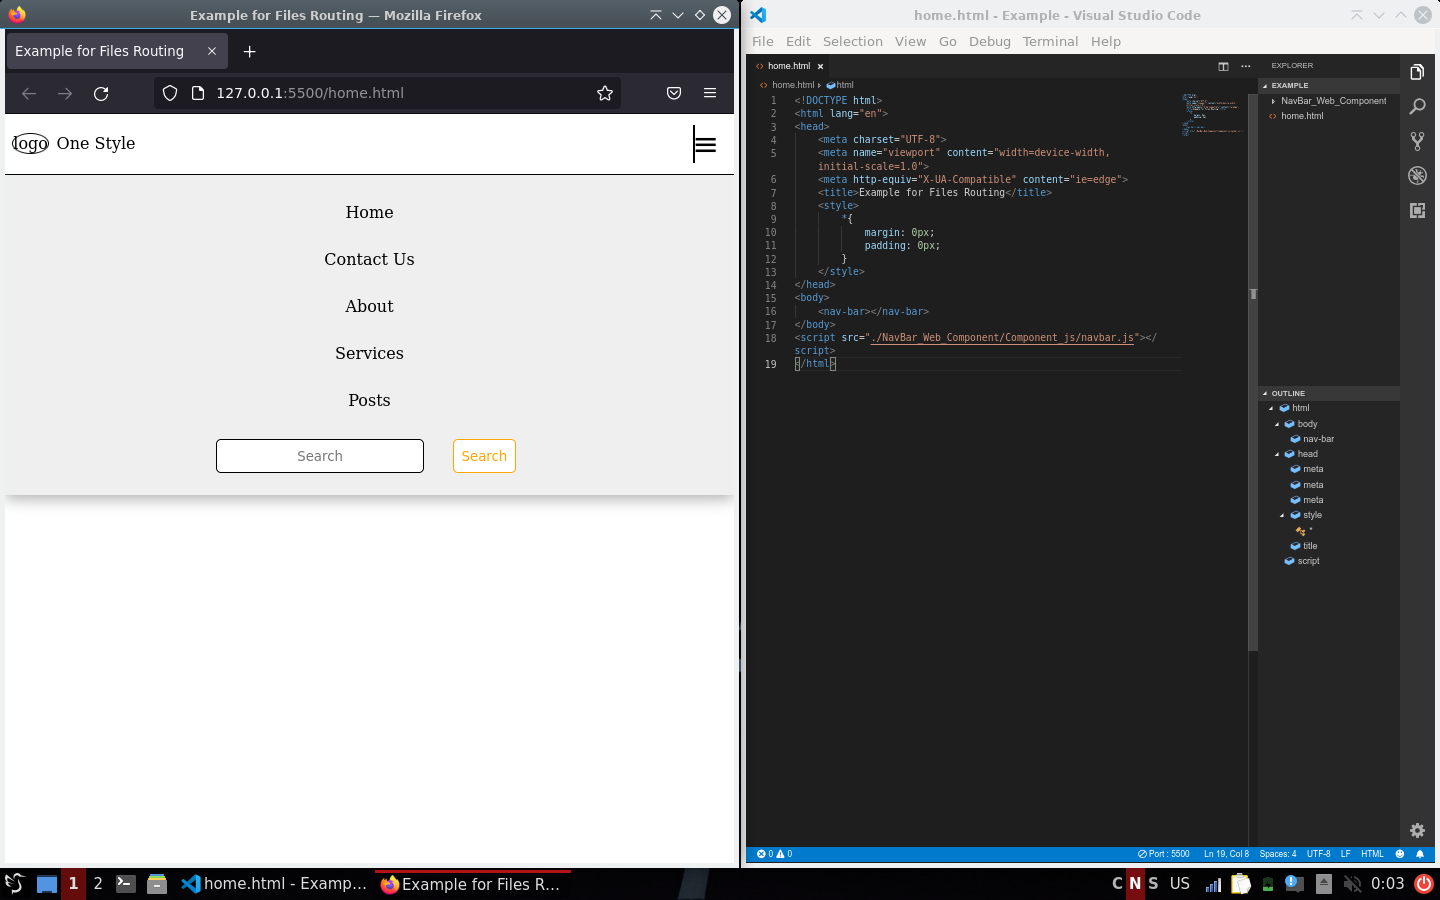 Example for Files Routing — Mozilla Firefox
Example for Files Routing
127.0.0.1:5500/home.html
logo One Style
Home
Contact Us
About
Services
Posts
Search Search
home.html - Example - Visual Studio Code
File Edit Selection View Go Debug Terminal Help
home.html
home.html html
1 <!DOCTYPE html>
2 <html lang="en">
3 <head>
4 <meta charset="UTF-8">
5 <meta name="viewport" content="width=device-width,
initial-scale=1.0">
6 <meta http-equiv="X-UA-Compatible" content="ie=edge">
7 <title>Example for Files Routing</title>
8 <style>
9 *{
10 margin: 0px;
11 padding: 0px;
12 }
13 </style>
14 </head>
15 <body>
16 <nav-bar></nav-bar>
17 </body>
18 <script src="./NavBar_Web_Component/Component_js/navbar.js"></
script>
19 </html>
EXPLORER
EXAMPLE
NavBar_Web_Component
home.html
OUTLINE
html
body
nav-bar
head
meta
meta
meta
style
*
title
script
0 0 Port : 5500 Ln 19, Col 8 Spaces: 4 UTF-8 LF HTML
1 2 home.html - Examp... Example for Files R... C N S US 0:03